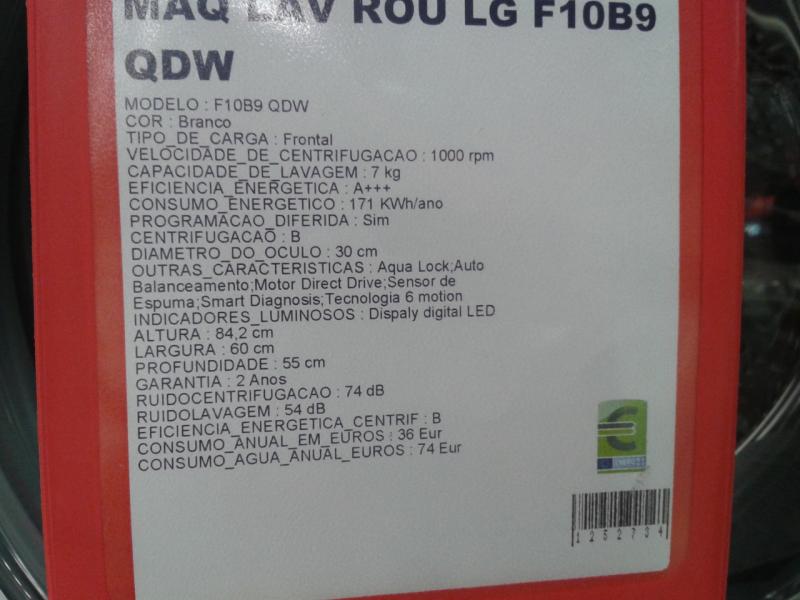 MAQ LAV ROU LG F10B9
QDW
MODELO : F10B9 QDW
COR : Branco
TIPO_DE_CARGA : Frontal
VELOCIDADE_DE_CENTRIFUGACAO : 1000 rpm
CAPACIDADE_DE_LAVAGEM : 7 kg
EFICIENCIA_ENERGETICA : A+++
CONSUMO_ENERGETICO : 171 KWh/ano
PROGRAMACAO_DIFERIDA : Sim
CENTRIFUGACAO : B
DIAMETRO_DO_OCULO : 30 cm
OUTRAS_CARACTERISTICAS : Aqua Lock;Auto
Balanceamento;Motor Direct Drive;Sensor de
Espuma;Smart Diagnosis;Tecnologia 6 motion
INDICADORES_LUMINOSOS : Dispaly digital LED
ALTURA : 84,2 cm
LARGURA : 60 cm
PROFUNDIDADE : 55 cm
GARANTIA : 2 Anos
RUIDOCENTRIFUGACAO : 74 dB
RUIDOLAVAGEM : 54 dB
EFICIENCIA_ENERGETICA_CENTRIF : B
CONSUMO_ANUAL_EM_EUROS : 36 Eur
CONSUMO_AGUA_ANUAL_EUROS : 74 Eur
1252734